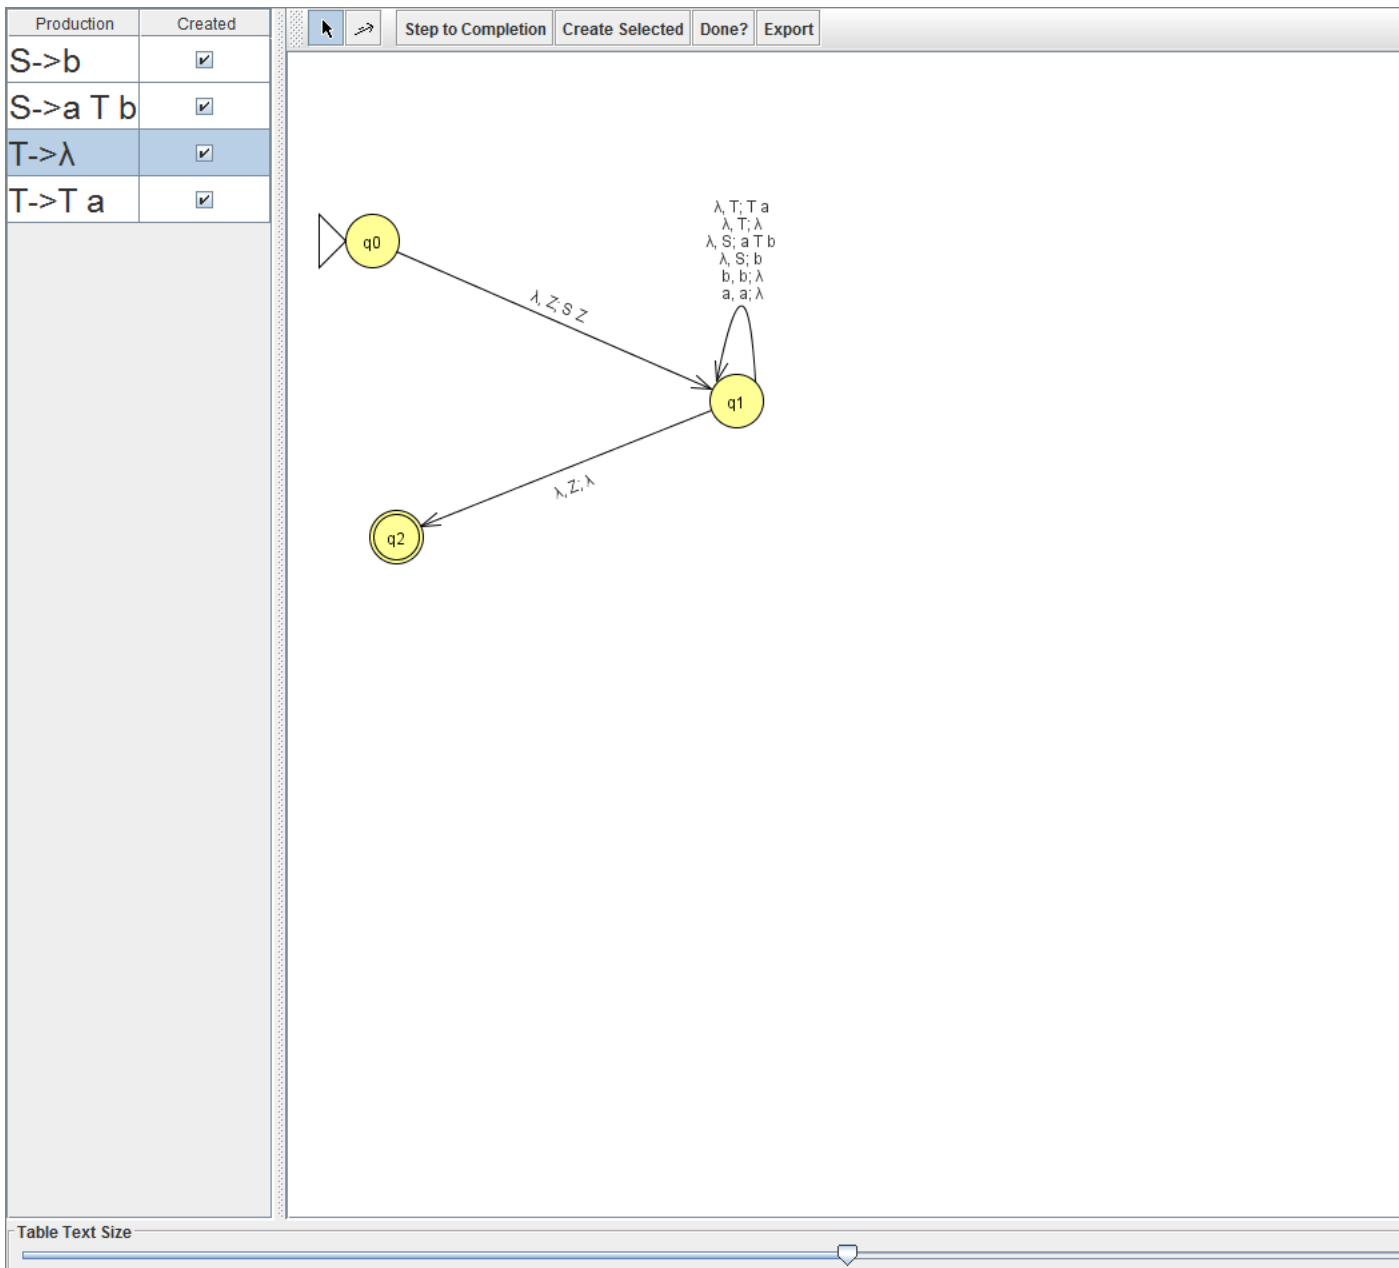 Production Created
S->b
S->a T b
T->λ
T->T a
Step to Completion Create Selected Done? Export
q0
λ, Z; S Z
λ, T; T a
λ, T; λ
λ, S; a T b
λ, S; b
b, b; λ
a, a; λ
q1
λ, Z; λ
q2
Table Text Size